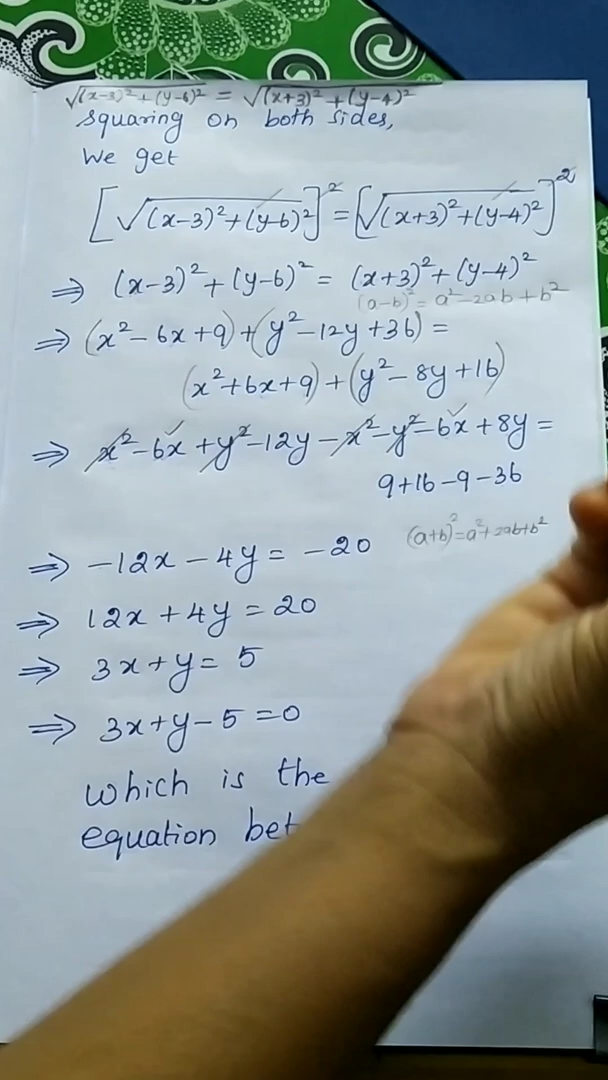 √(x-3)²+(y-6)² = √(x+3)²+(y-4)²
squaring on both sides,
We get
[√(x-3)²+(y-6)²]² = [√(x+3)²+(y-4)²]²
⇒ (x-3)²+(y-6)² = (x+3)²+(y-4)²
(a-b)² = a²-2ab+b²
⇒ (x²-6x+9)+(y²-12y+36) =
(x²+6x+9)+(y²-8y+16)
⇒ x²-6x+y²-12y-x²-y²-6x+8y =
9+16-9-36
(a+b)²=a²+2ab+b²
⇒ -12x-4y = -20
⇒ 12x+4y = 20
⇒ 3x+y = 5
⇒ 3x+y-5=0
which is the
equation